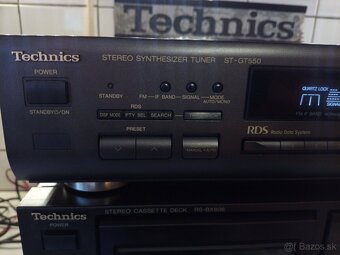 Technics
Technics
STEREO SYNTHESIZER TUNER ST-GT550
POWER
QUARTZ LOCK
STANDBY
FM
IF BAND
SIGNAL
MODE
AUTO/MONO
STANDBY/ON
RDS
DISP MODE
PTY SEL
SEARCH
PRESET
RDS Radio Data System
Technics
STEREO CASSETTE DECK
POWER
Bazos.sk